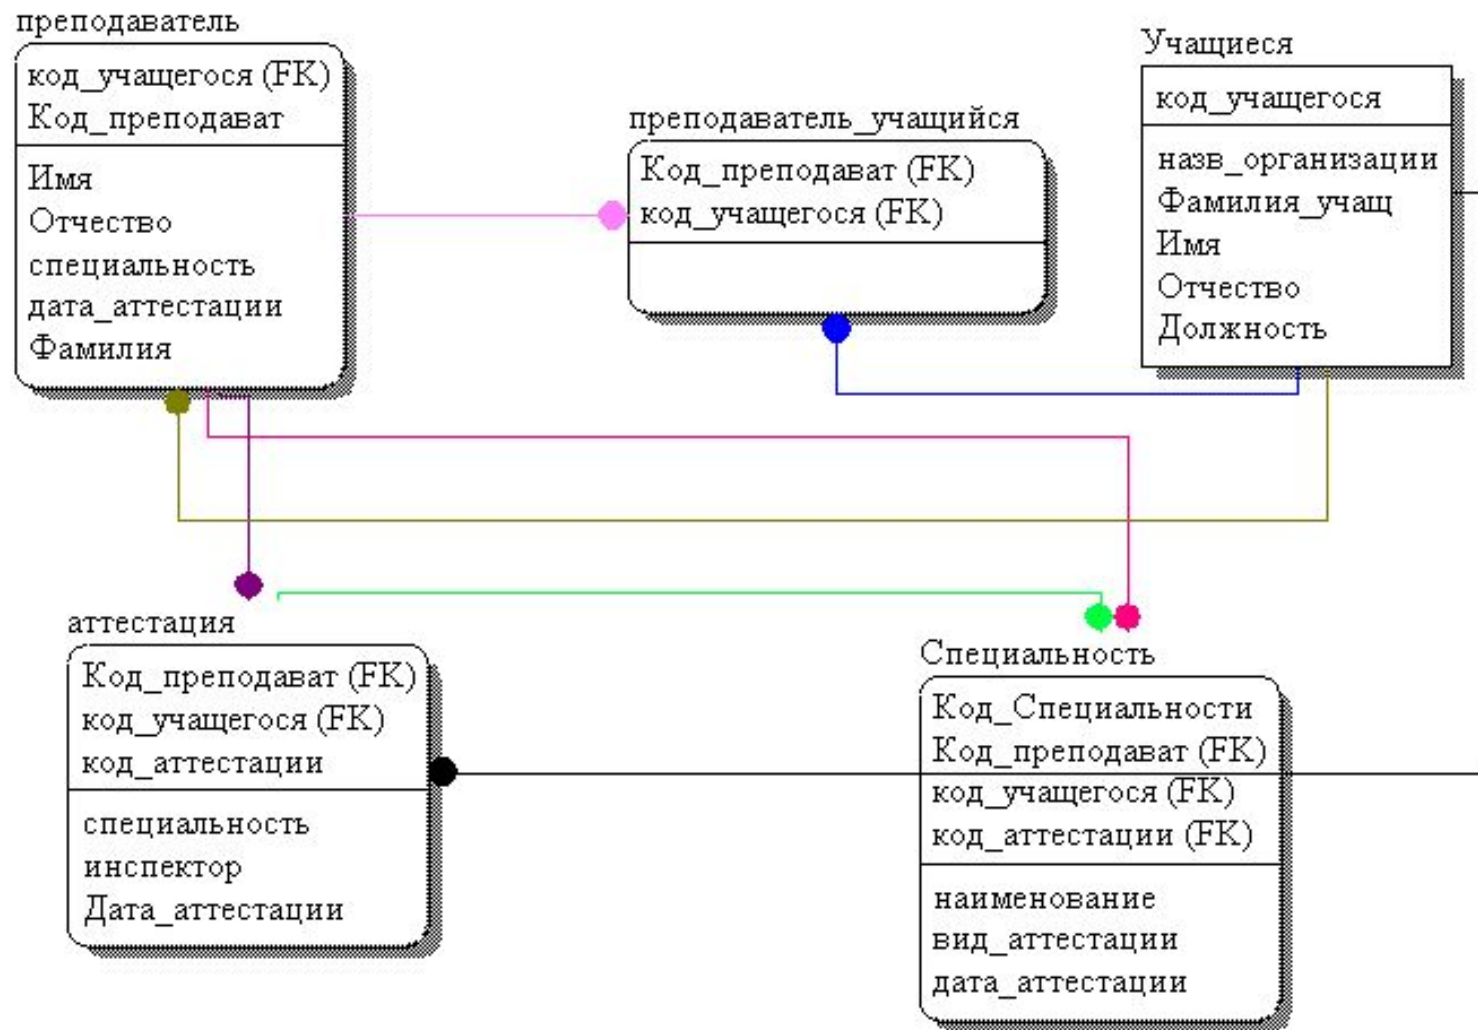 преподаватель
код_учащегося (FK)
Код_преподават
Имя
Отчество
специальность
дата_аттестации
Фамилия
преподаватель_учащийся
Код_преподават (FK)
код_учащегося (FK)
Учащиеся
код_учащегося
назв_организации
Фамилия_учащ
Имя
Отчество
Должность
аттестация
Код_преподават (FK)
код_учащегося (FK)
код_аттестации
специальность
инспектор
Дата_аттестации
Специальность
Код_Специальности
Код_преподават (FK)
код_учащегося (FK)
код_аттестации (FK)
наименование
вид_аттестации
дата_аттестации